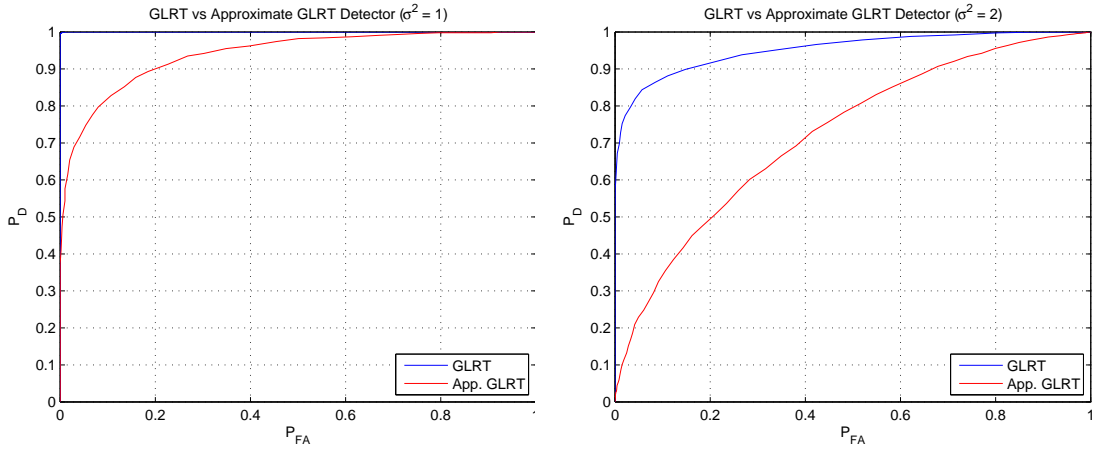 GLRT vs Approximate GLRT Detector (σ² = 1)
1
0.9
0.8
0.7
0.6
0.5
0.4
0.3
0.2
0.1
0
P_D
0 0.2 0.4 0.6 0.8 1
P_FA
GLRT
App. GLRT
GLRT vs Approximate GLRT Detector (σ² = 2)
1
0.9
0.8
0.7
0.6
0.5
0.4
0.3
0.2
0.1
0
P_D
0 0.2 0.4 0.6 0.8 1
P_FA
GLRT
App. GLRT